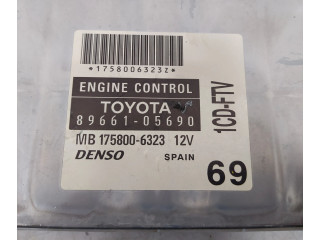 *1758006323Z*
ENGINE CONTROL
TOYOTA
89661-05690
MB 175800-6323 12V
DENSO SPAIN
1CD-FTV
69